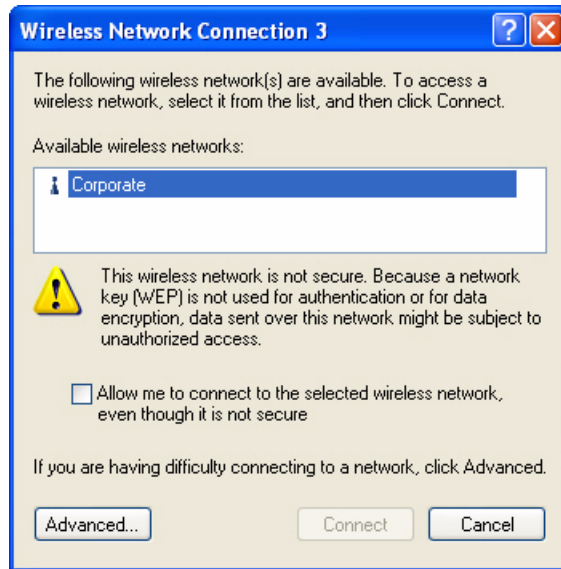 Wireless Network Connection 3
The following wireless network(s) are available. To access a
wireless network, select it from the list, and then click Connect.
Available wireless networks:
Corporate
This wireless network is not secure. Because a network
key (WEP) is not used for authentication or for data
encryption, data sent over this network might be subject to
unauthorized access.
Allow me to connect to the selected wireless network,
even though it is not secure
If you are having difficulty connecting to a network, click Advanced.
Advanced... Connect Cancel